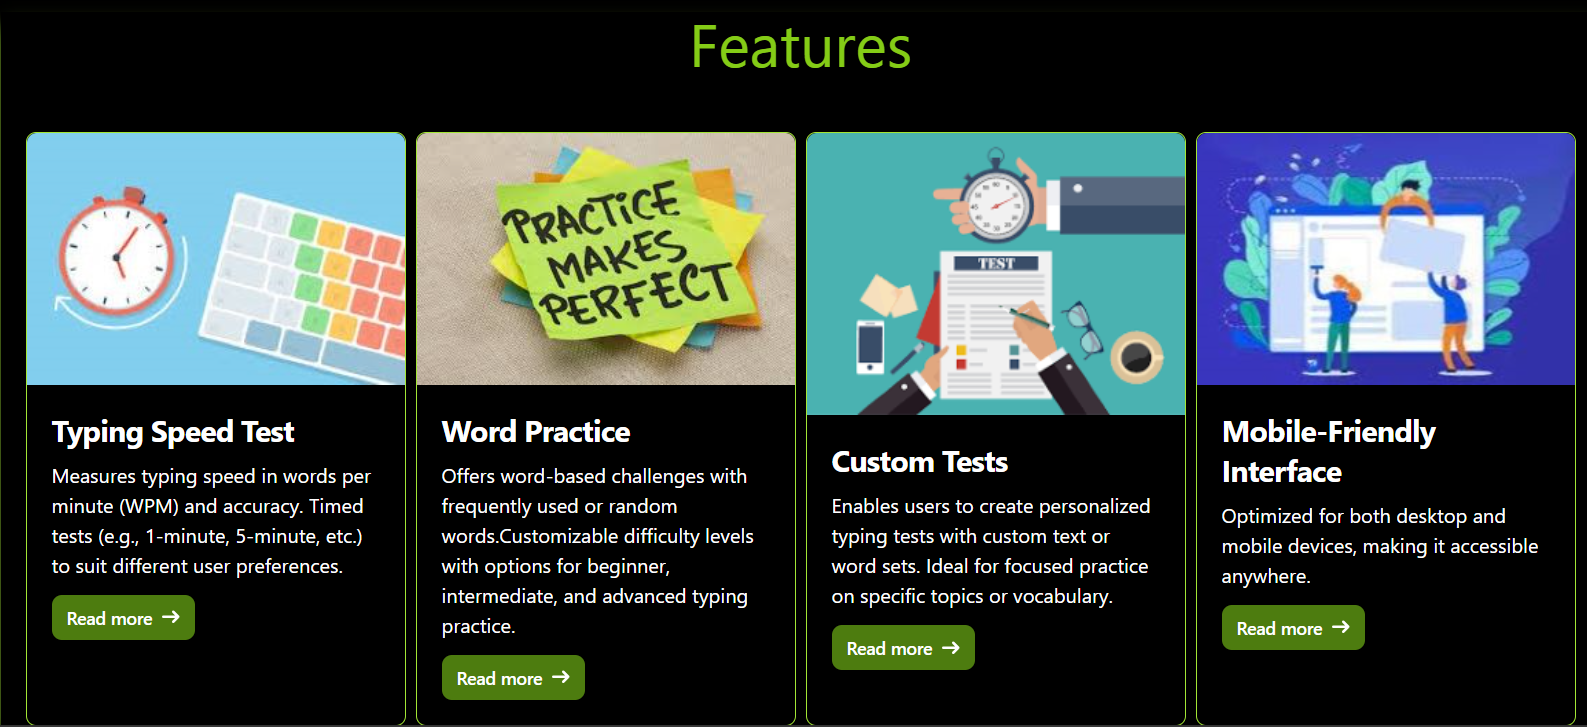 Features
PRACTICE
MAKES
PERFECT
TEST
Typing Speed Test
Measures typing speed in words per
minute (WPM) and accuracy. Timed
tests (e.g., 1-minute, 5-minute, etc.)
to suit different user preferences.
Read more →
Word Practice
Offers word-based challenges with
frequently used or random
words.Customizable difficulty levels
with options for beginner,
intermediate, and advanced typing
practice.
Read more →
Custom Tests
Enables users to create personalized
typing tests with custom text or
word sets. Ideal for focused practice
on specific topics or vocabulary.
Read more →
Mobile-Friendly
Interface
Optimized for both desktop and
mobile devices, making it accessible
anywhere.
Read more →